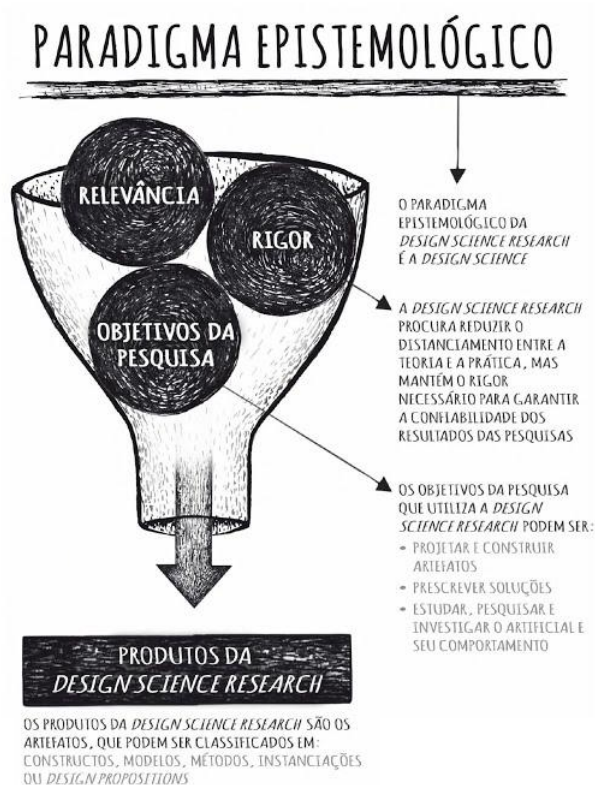 PARADIGMA EPISTEMOLÓGICO
RELEVÂNCIA
RIGOR
OBJETIVOS DA
PESQUISA
O PARADIGMA
EPISTEMOLÓGICO DA
DESIGN SCIENCE RESEARCH
É A DESIGN SCIENCE
A DESIGN SCIENCE RESEARCH
PROCURA REDUZIR O
DISTANCIAMENTO ENTRE A
TEORIA E A PRÁTICA, MAS
MANTÉM O RIGOR
NECESSÁRIO PARA GARANTIR
A CONFIABILIDADE DOS
RESULTADOS DAS PESQUISAS
OS OBJETIVOS DA PESQUISA
QUE UTILIZA A DESIGN
SCIENCE RESEARCH PODEM SER:
• PROJETAR E CONSTRUIR
ARTEFATOS
• PRESCREVER SOLUÇÕES
• ESTUDAR, PESQUISAR E
INVESTIGAR O ARTIFICIAL E
SEU COMPORTAMENTO
PRODUTOS DA
DESIGN SCIENCE RESEARCH
OS PRODUTOS DA DESIGN SCIENCE RESEARCH SÃO OS
ARTEFATOS, QUE PODEM SER CLASSIFICADOS EM:
CONSTRUCTOS, MODELOS, MÉTODOS, INSTANCIAÇÕES
OU DESIGN PROPOSITIONS